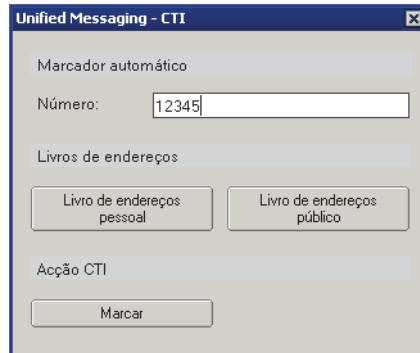 Unified Messaging - CTI
Marcador automático
Número: 12345
Livros de endereços
Livro de endereços pessoal
Livro de endereços público
Acção CTI
Marcar